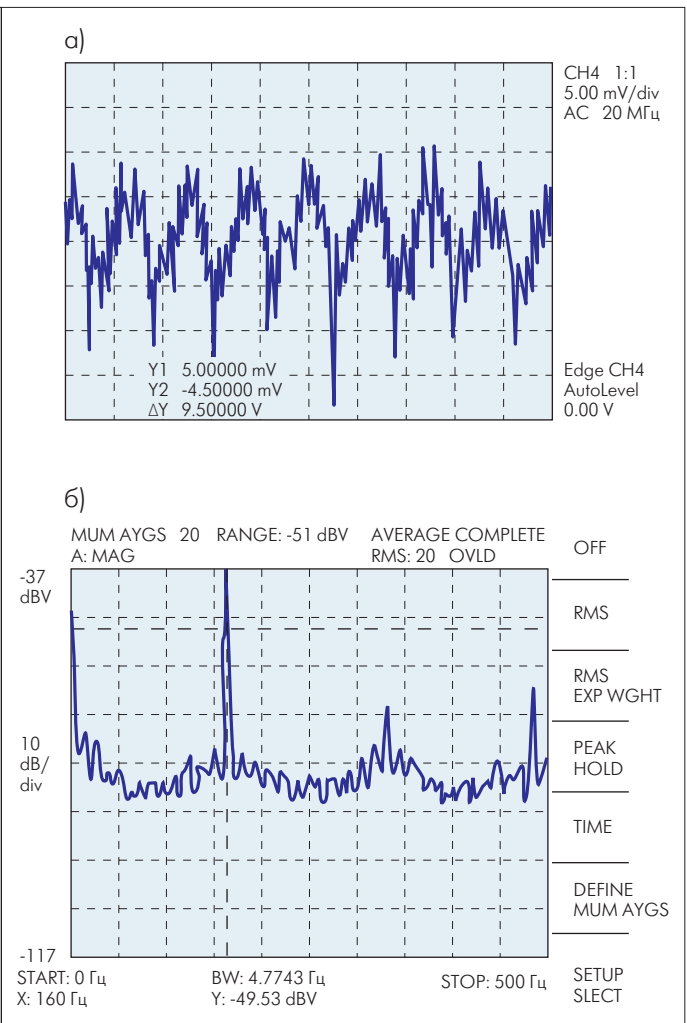 а)
CH4 1:1
5.00 mV/div
AC 20 МГц
Y1 5.00000 mV
Y2 -4.50000 mV
ΔY 9.50000 V
Edge CH4
AutoLevel
0.00 V
б)
MUM AYGS 20 RANGE: -51 dBV AVERAGE COMPLETE
A: MAG RMS: 20 OVLD
OFF
-37
dBV
RMS
RMS
EXP WGHT
10
dB/
div
PEAK
HOLD
TIME
DEFINE
MUM AYGS
-117
START: 0 Гц BW: 4.7743 Гц STOP: 500 Гц
X: 160 Гц Y: -49.53 dBV
SETUP
SLECT